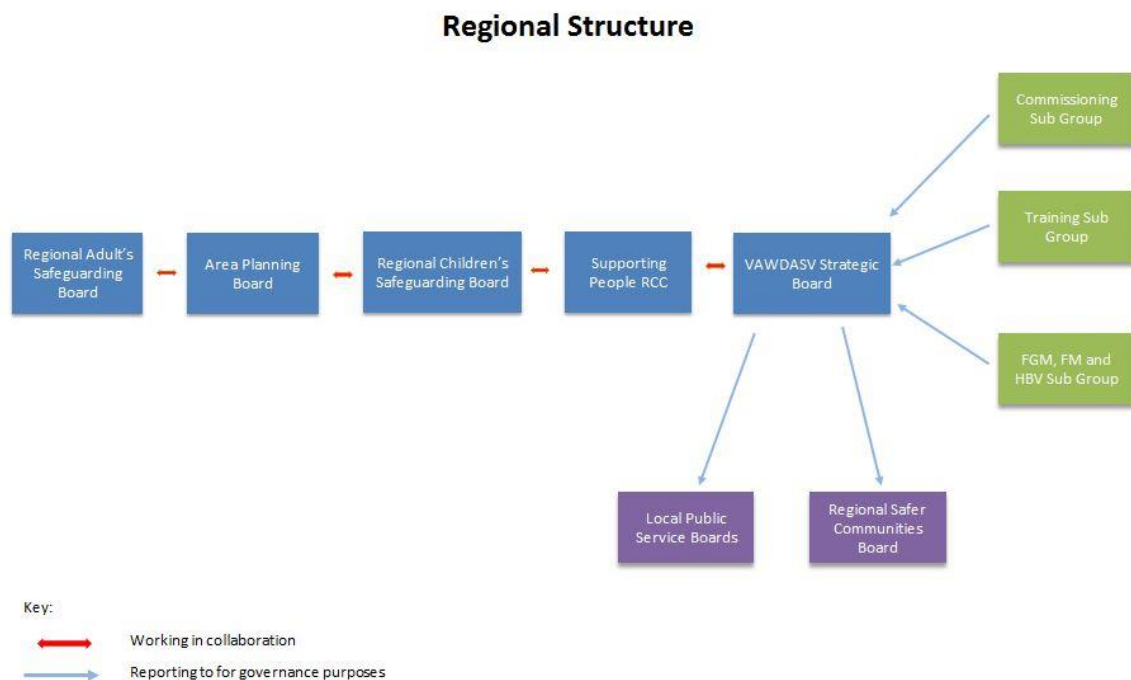 Regional Structure
Commissioning
Sub Group
Training Sub
Group
Regional Adult's
Safeguarding
Board
Area Planning
Board
Regional Children's
Safeguarding Board
Supporting
People RCC
VAWDASV Strategic
Board
FGM, FM and
HBV Sub Group
Local Public
Service Boards
Regional Safer
Communities
Board
Key:
Working in collaboration
Reporting to for governance purposes